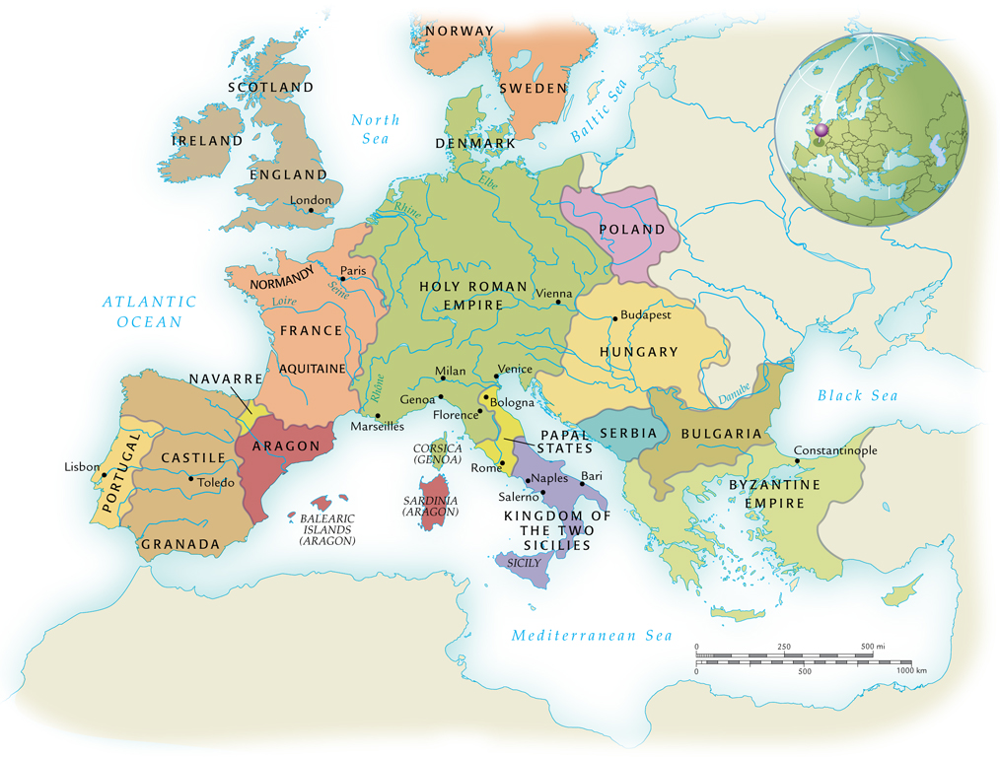 NORWAY
SCOTLAND
SWEDEN
North
Sea
Baltic Sea
IRELAND
DENMARK
ENGLAND
Elbe
London
Rhine
POLAND
Paris
NORMANDY
Seine
HOLY ROMAN
EMPIRE
Vienna
ATLANTIC
OCEAN
Loire
Budapest
FRANCE
HUNGARY
AQUITAINE
Milan
Venice
NAVARRE
Rhône
Danube
Black Sea
Genoa
Bologna
Florence
Marseilles
SERBIA
BULGARIA
PAPAL
STATES
ARAGON
CORSICA
(GENOA)
Constantinople
CASTILE
PORTUGAL
Lisbon
Rome
Toledo
Naples
Bari
BYZANTINE
EMPIRE
Salerno
SARDINIA
(ARAGON)
BALEARIC
ISLANDS
(ARAGON)
KINGDOM OF
THE TWO
SICILIES
GRANADA
SICILY
Mediterranean Sea
0 250 500 mi
0 500 1000 km